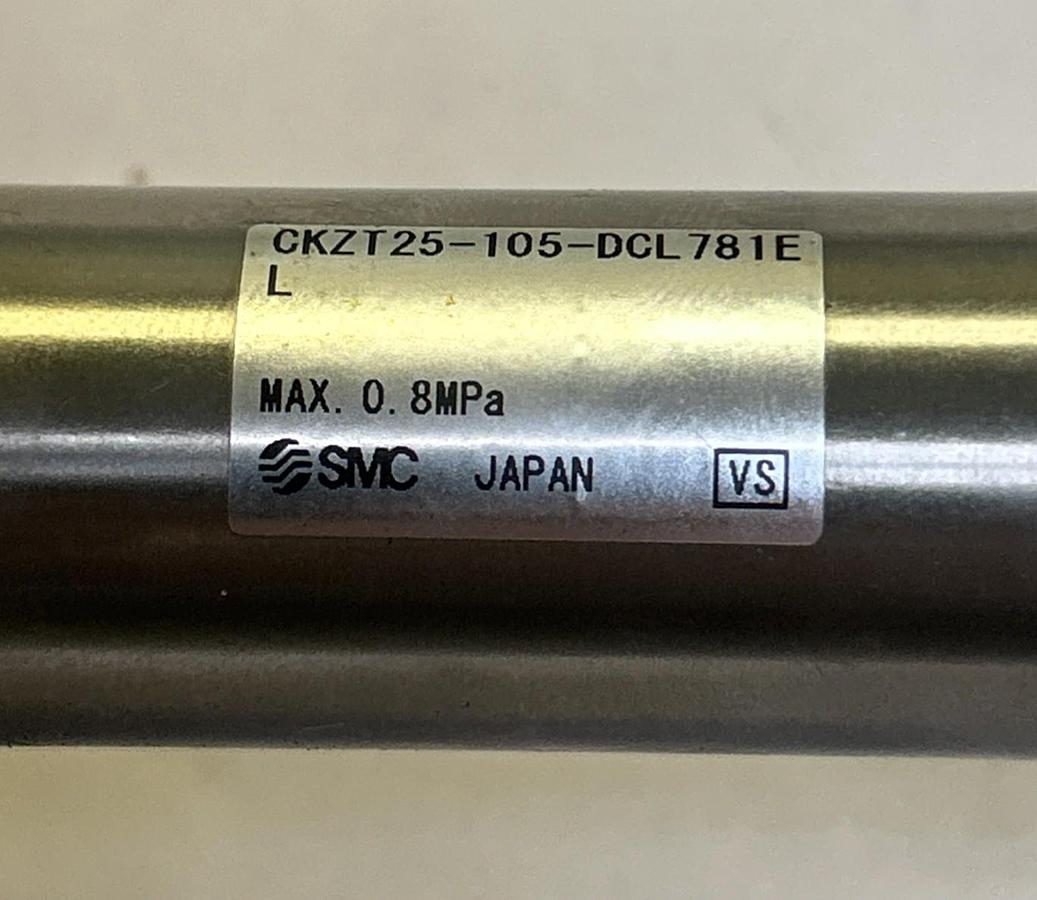 CKZT25-105-DCL781E
L
MAX. 0.8MPa
SMC JAPAN VS